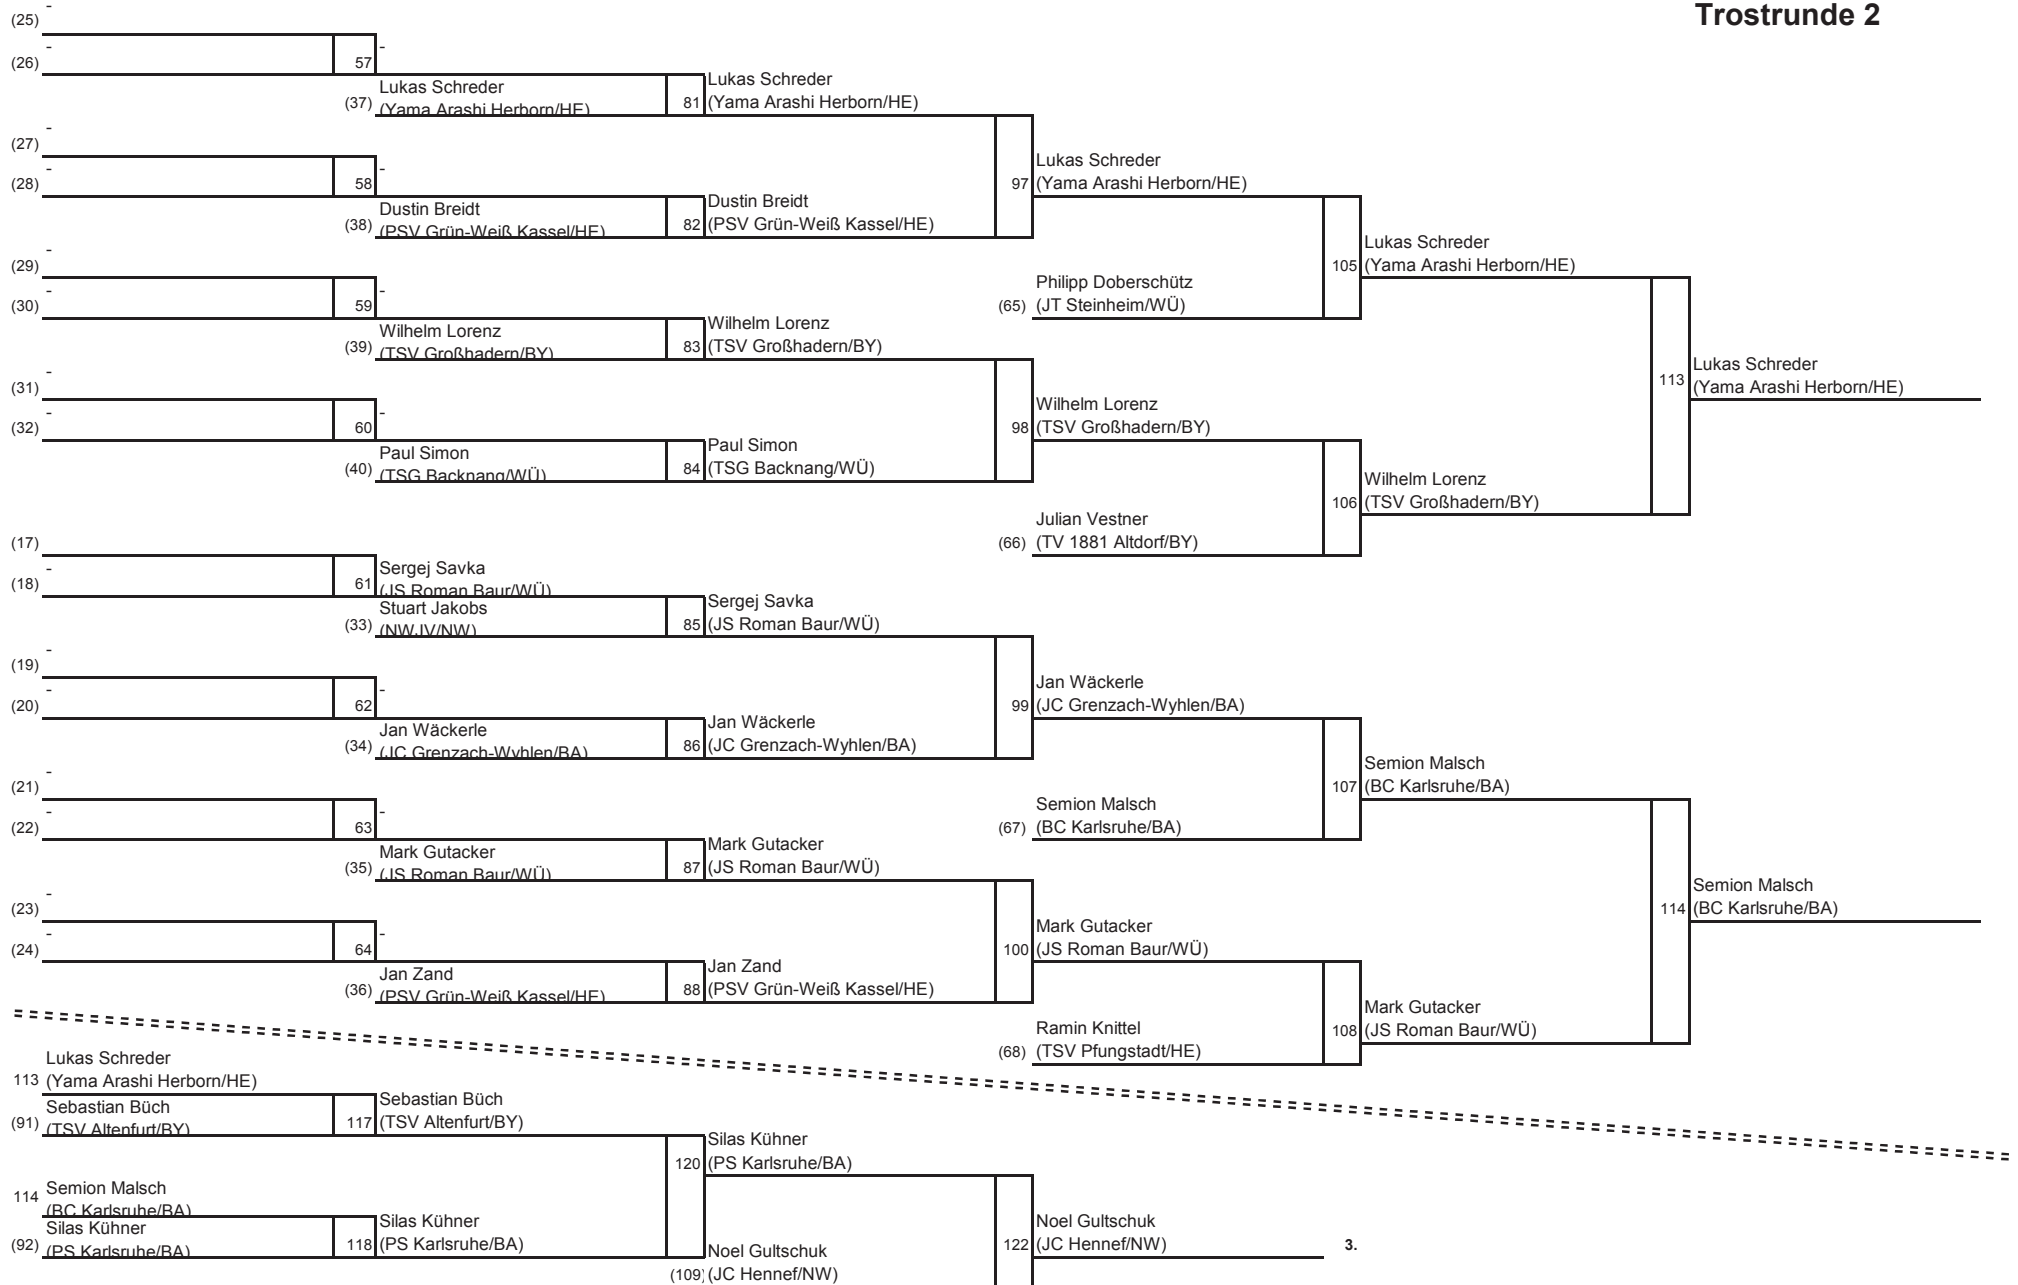 Trostrunde 2
-
(25)
-
(26)
57
-
(37)
Lukas Schreder
(Yama Arashi Herborn/HE)
81
Lukas Schreder
(Yama Arashi Herborn/HE)
-
(27)
-
(28)
58
-
(38)
Dustin Breidt
(PSV Grün-Weiß Kassel/HE)
82
Dustin Breidt
(PSV Grün-Weiß Kassel/HE)
97
Lukas Schreder
(Yama Arashi Herborn/HE)
-
(29)
-
(30)
59
-
(39)
Wilhelm Lorenz
(TSV Großhadern/BY)
83
Wilhelm Lorenz
(TSV Großhadern/BY)
(65)
Philipp Doberschütz
(JT Steinheim/WÜ)
105
Lukas Schreder
(Yama Arashi Herborn/HE)
-
(31)
-
(32)
60
-
(40)
Paul Simon
(TSG Backnang/WÜ)
84
Paul Simon
(TSG Backnang/WÜ)
98
Wilhelm Lorenz
(TSV Großhadern/BY)
(66)
Julian Vestner
(TV 1881 Altdorf/BY)
106
Wilhelm Lorenz
(TSV Großhadern/BY)
113
Lukas Schreder
(Yama Arashi Herborn/HE)
(17)
-
(18)
61
Sergej Savka
(JS Roman Baur/WÜ)
(33)
Stuart Jakobs
(NWJV/NW)
85
Sergej Savka
(JS Roman Baur/WÜ)
-
(19)
-
(20)
62
-
(34)
Jan Wäckerle
(JC Grenzach-Wyhlen/BA)
86
Jan Wäckerle
(JC Grenzach-Wyhlen/BA)
99
Jan Wäckerle
(JC Grenzach-Wyhlen/BA)
-
(21)
-
(22)
63
-
(35)
Mark Gutacker
(JS Roman Baur/WÜ)
87
Mark Gutacker
(JS Roman Baur/WÜ)
(67)
Semion Malsch
(BC Karlsruhe/BA)
107
Semion Malsch
(BC Karlsruhe/BA)
-
(23)
-
(24)
64
-
(36)
Jan Zand
(PSV Grün-Weiß Kassel/HE)
88
Jan Zand
(PSV Grün-Weiß Kassel/HE)
100
Mark Gutacker
(JS Roman Baur/WÜ)
(68)
Ramin Knittel
(TSV Pfungstadt/HE)
108
Mark Gutacker
(JS Roman Baur/WÜ)
114
Semion Malsch
(BC Karlsruhe/BA)
113
Lukas Schreder
(Yama Arashi Herborn/HE)
(91)
Sebastian Büch
(TSV Altenfurt/BY)
117
Sebastian Büch
(TSV Altenfurt/BY)
114
Semion Malsch
(BC Karlsruhe/BA)
(92)
Silas Kühner
(PS Karlsruhe/BA)
118
Silas Kühner
(PS Karlsruhe/BA)
120
Silas Kühner
(PS Karlsruhe/BA)
(109)
Noel Gultschuk
(JC Hennef/NW)
122
Noel Gultschuk
(JC Hennef/NW)
3.